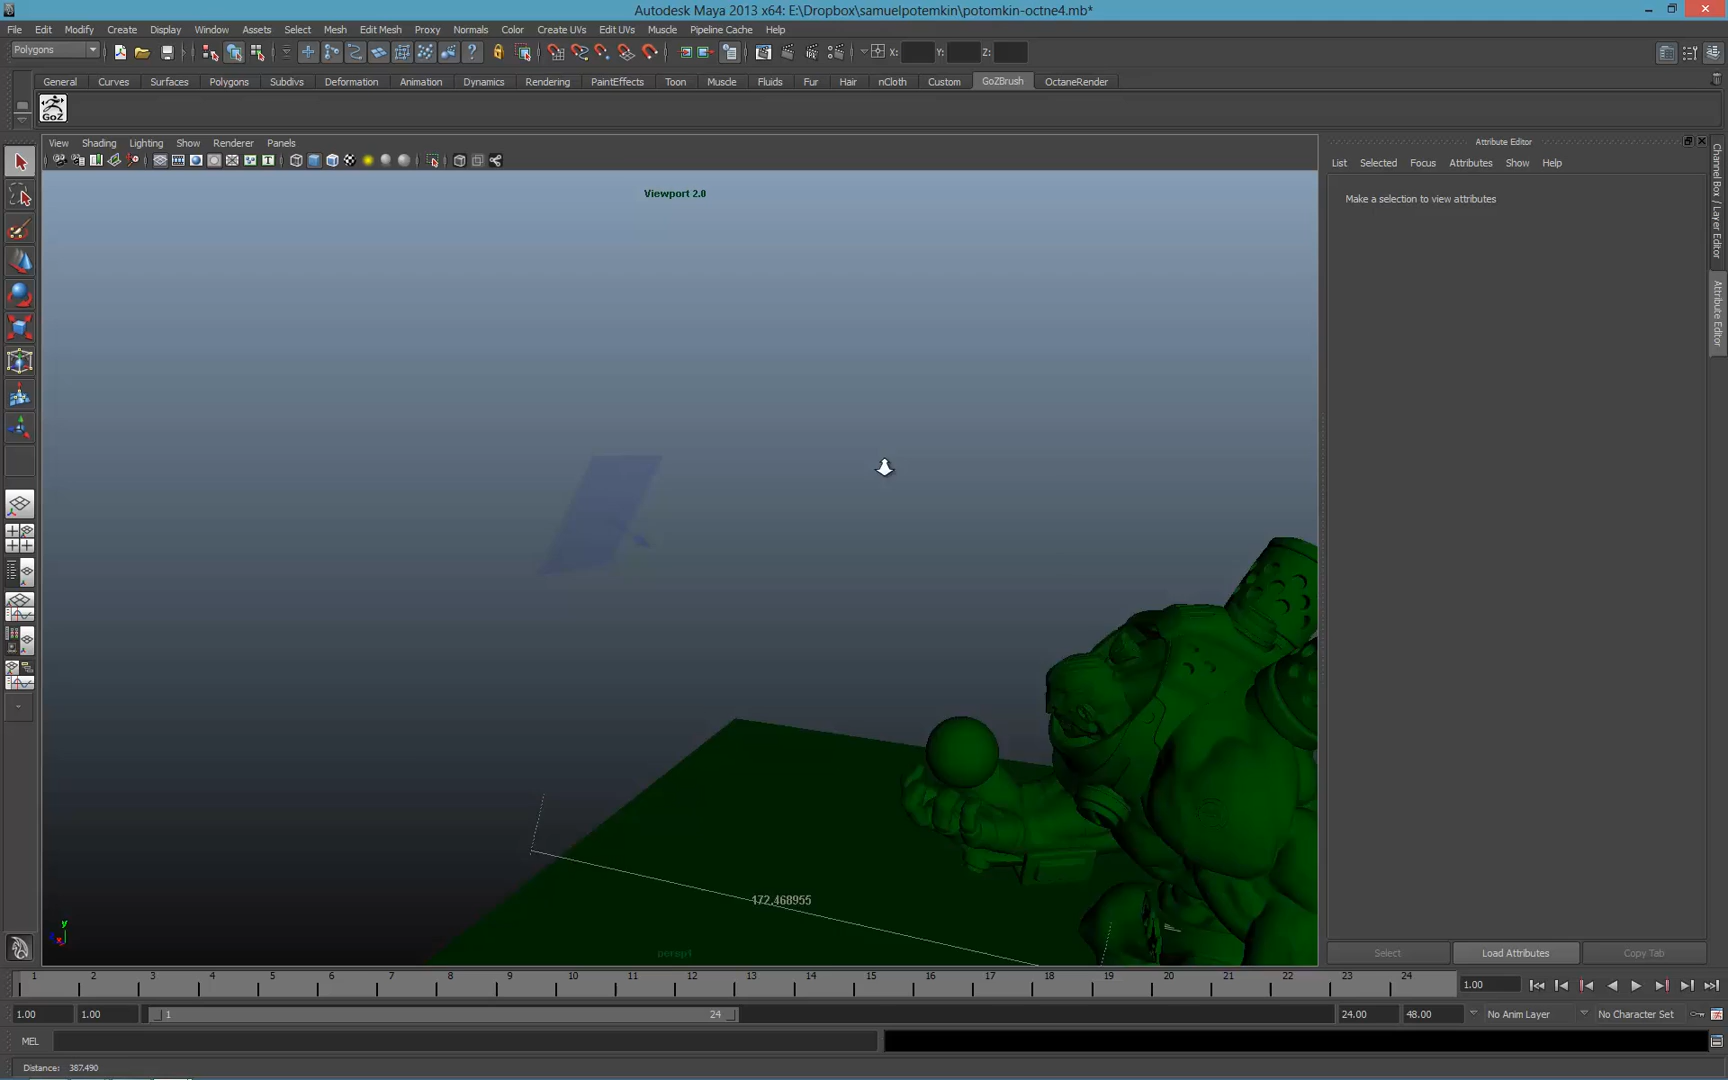 Autodesk Maya 2013 x64: E:\Dropbox\samuelpotemkin\potomkin-octne4.mb*
File Edit Modify Create Display Window Assets Select Mesh Edit Mesh Proxy Normals Color Create UVs Edit UVs Muscle Pipeline Cache Help
Polygons X: Y: Z:
General Curves Surfaces Polygons Subdivs Deformation Animation Dynamics Rendering PaintEffects Toon Muscle Fluids Fur Hair nCloth Custom GoZBrush OctaneRender
GoZ
View Shading Lighting Show Renderer Panels
Attribute Editor
List Selected Focus Attributes Show Help
Make a selection to view attributes
Channel Box / Layer Editor
Attribute Editor
Viewport 2.0
172.468955
persp1
y
x
Select Load Attributes Copy Tab
1 2 3 4 5 6 7 8 9 10 11 12 13 14 15 16 17 18 19 20 21 22 23 24 1.00
1.00 1.00 1 24 24.00 48.00 No Anim Layer No Character Set
MEL
Distance: 387.490